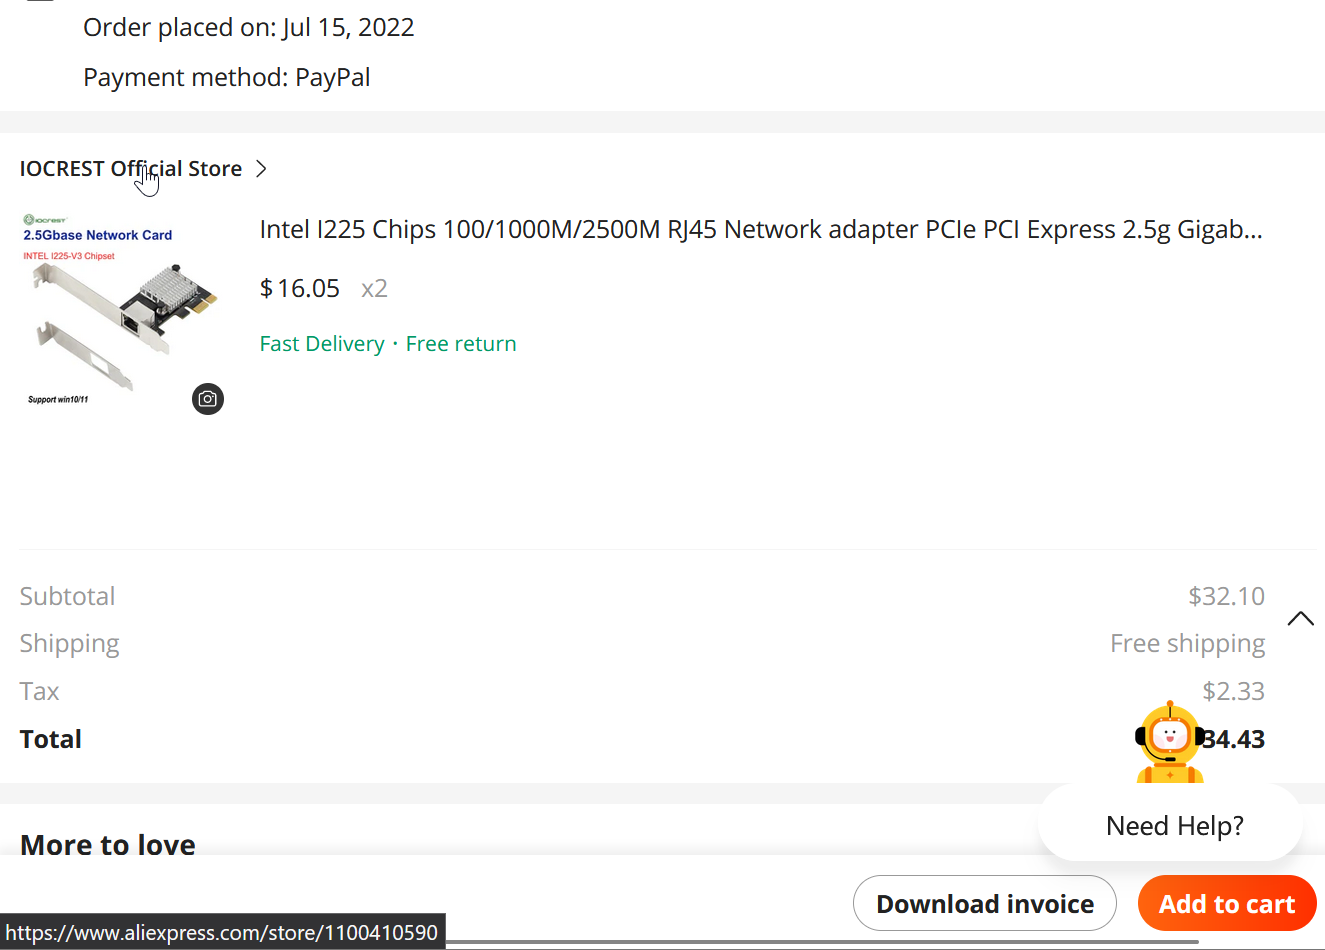 Order placed on: Jul 15, 2022
Payment method: PayPal
IOCREST Official Store
IOCREST
2.5Gbase Network Card
INTEL I225-V3 Chipset
Support win10/11
Intel I225 Chips 100/1000M/2500M RJ45 Network adapter PCIe PCI Express 2.5g Gigab...
$16.05 x2
Fast Delivery · Free return
Subtotal $32.10
Shipping Free shipping
Tax $2.33
Total 34.43
More to love
Need Help?
Download invoice
Add to cart
https://www.aliexpress.com/store/1100410590